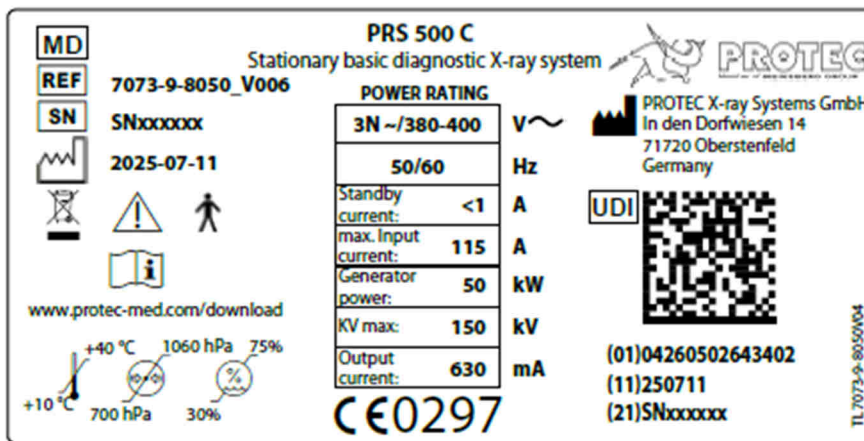 MD
REF 7073-9-8050_V006
SN SNxxxxxx
2025-07-11
www.protec-med.com/download
+40 °C
+10 °C
1060 hPa
700 hPa
75%
30%
PRS 500 C
Stationary basic diagnostic X-ray system
POWER RATING
3N ~/380-400 V~
50/60 Hz
Standby
current: <1 A
max. Input
current: 115 A
Generator
power: 50 kW
KV max: 150 kV
Output
current: 630 mA
CE0297
PROTEC
PROTEC X-ray Systems GmbH
In den Dorfwiesen 14
71720 Oberstenfeld
Germany
UDI
(01)04260502643402
(11)250711
(21)SNxxxxxx
TL7073-9-8050V04